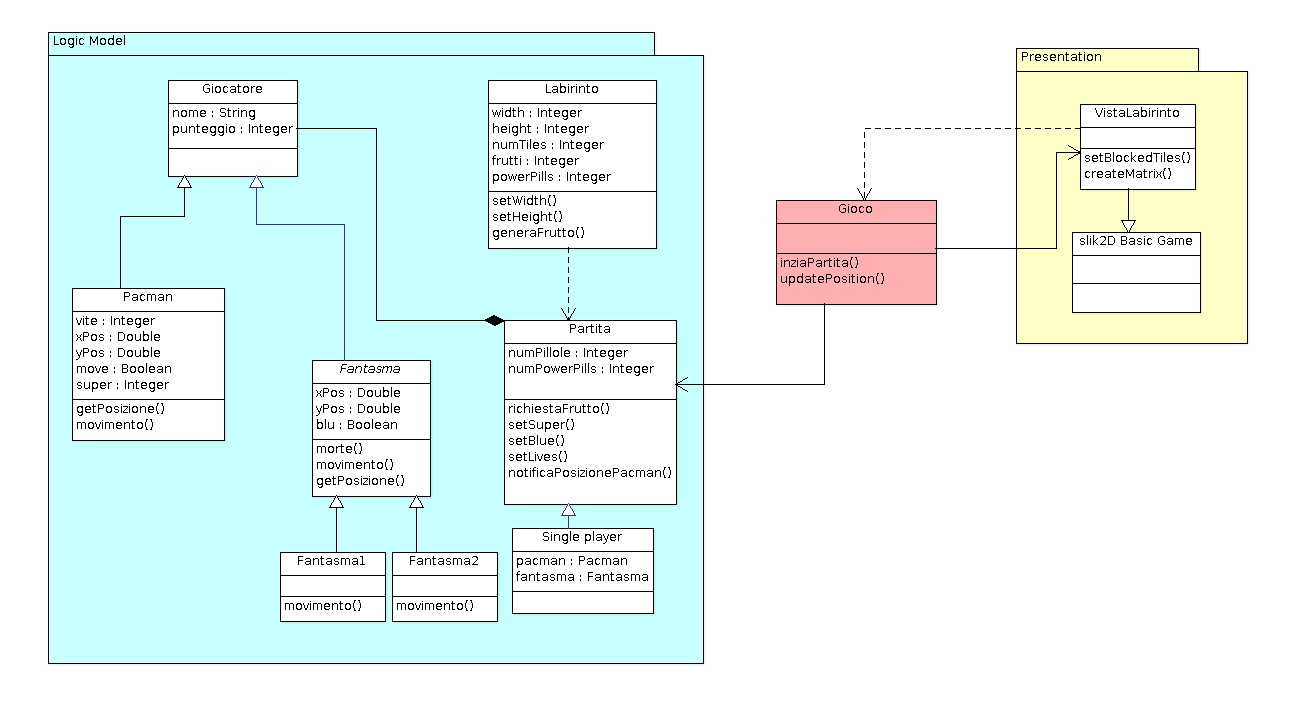 Logic Model
Giocatore
nome : String
punteggio : Integer
Labirinto
width : Integer
height : Integer
numTiles : Integer
frutti : Integer
powerPills : Integer
setWidth()
setHeight()
generaFrutto()
Pacman
vite : Integer
xPos : Double
yPos : Double
move : Boolean
super : Integer
getPosizione()
movimento()
Fantasma
xPos : Double
yPos : Double
blu : Boolean
morte()
movimento()
getPosizione()
Partita
numPillole : Integer
numPowerPills : Integer
richiestaFrutto()
setSuper()
setBlue()
setLives()
notificaPosizionePacman()
Fantasma1
movimento()
Fantasma2
movimento()
Single player
pacman : Pacman
fantasma : Fantasma
Gioco
inziaPartita()
updatePosition()
Presentation
VistaLabirinto
setBlockedTiles()
createMatrix()
slik2D Basic Game